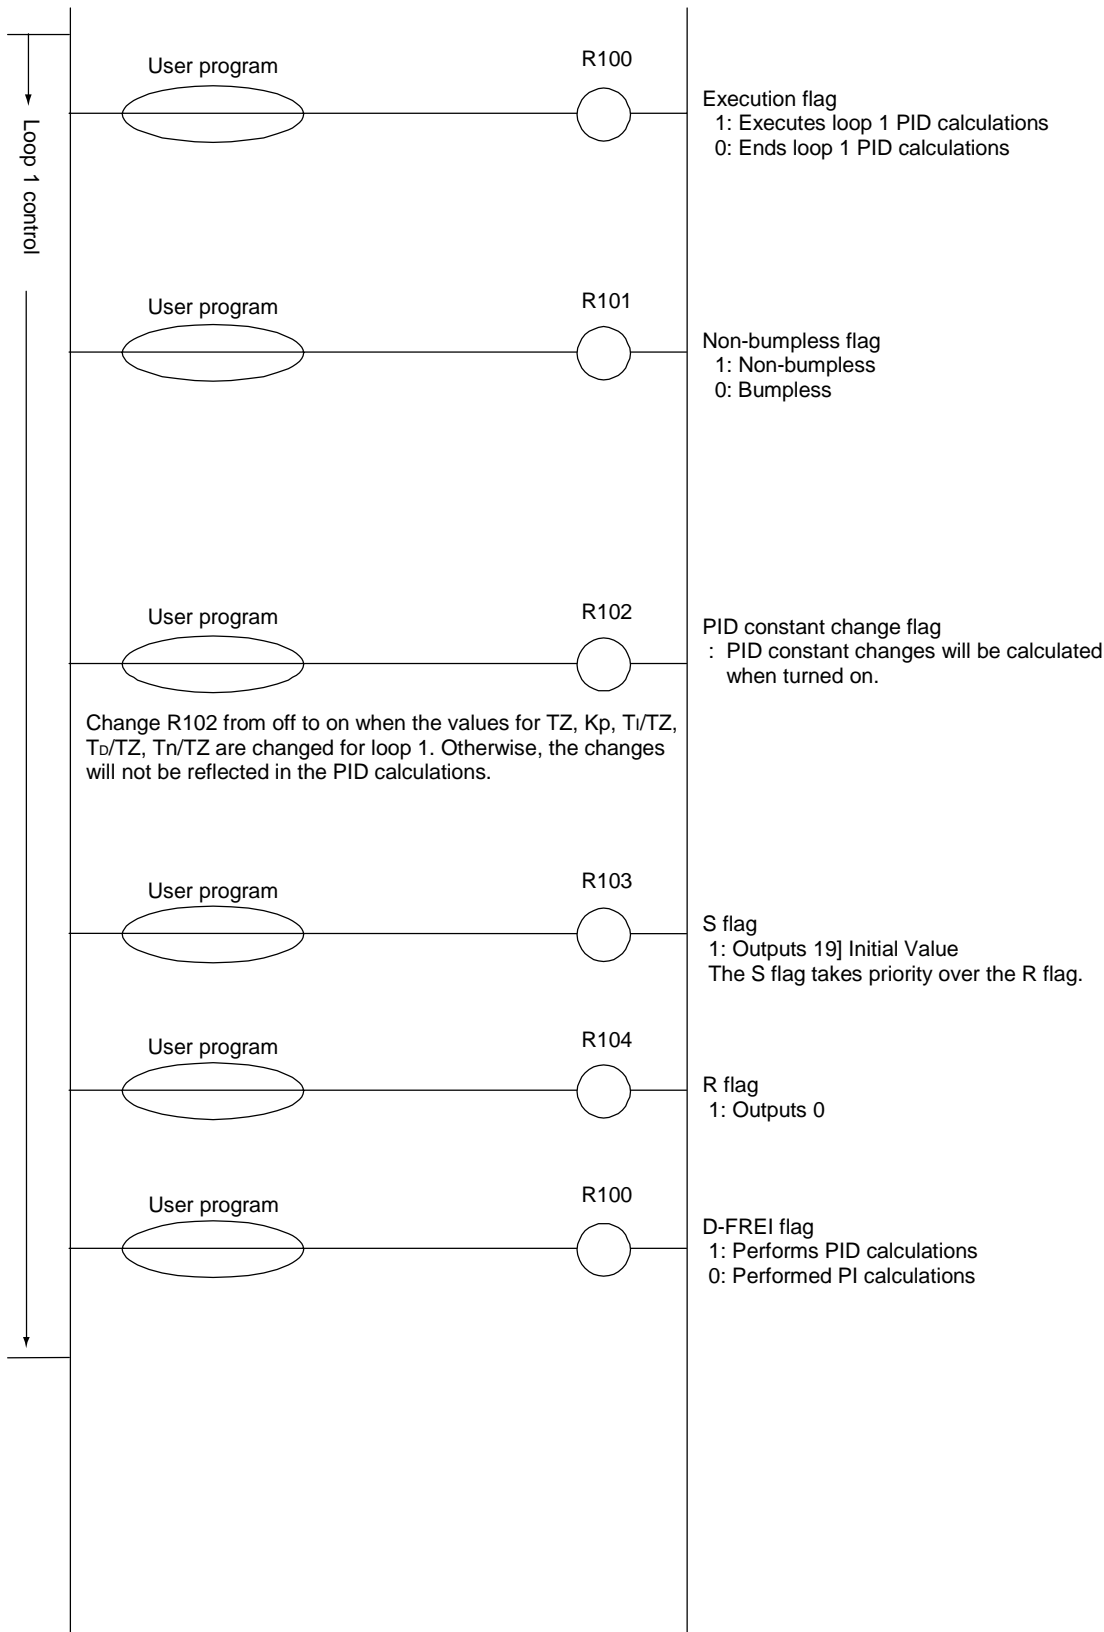 User program
R100
Execution flag
1: Executes loop 1 PID calculations
0: Ends loop 1 PID calculations
Loop 1 control
User program
R101
Non-bumpless flag
1: Non-bumpless
0: Bumpless
User program
R102
PID constant change flag
: PID constant changes will be calculated
when turned on.
Change R102 from off to on when the values for TZ, Kp, TI/TZ,
TD/TZ, Tn/TZ are changed for loop 1. Otherwise, the changes
will not be reflected in the PID calculations.
User program
R103
S flag
1: Outputs 19] Initial Value
The S flag takes priority over the R flag.
User program
R104
R flag
1: Outputs 0
User program
R100
D-FREI flag
1: Performs PID calculations
0: Performed PI calculations